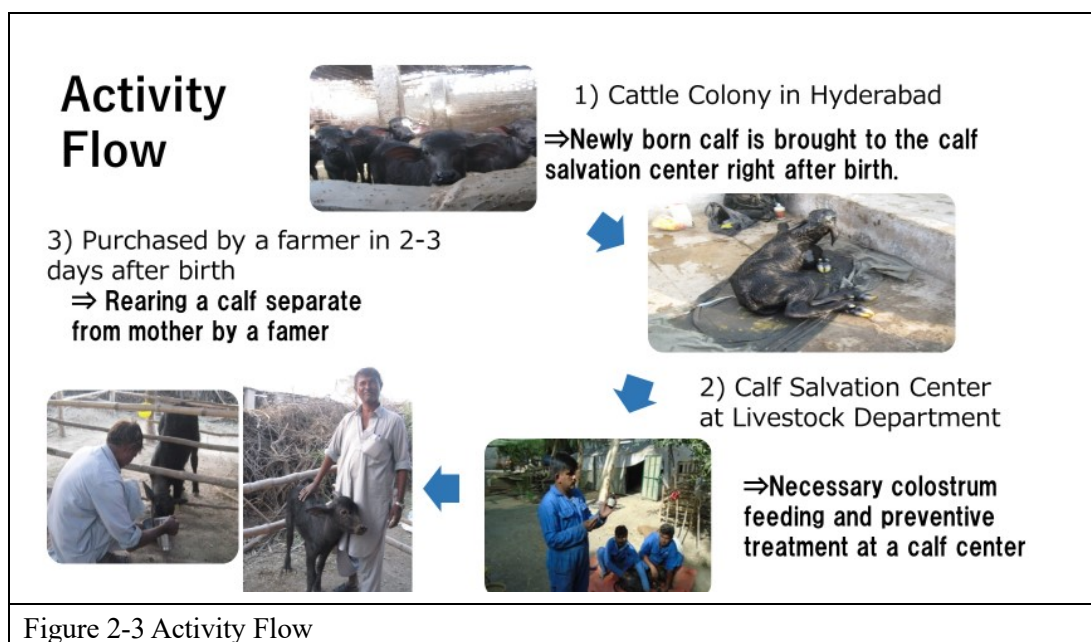 Activity
Flow
1) Cattle Colony in Hyderabad
⇒Newly born calf is brought to the calf
salvation center right after birth.
2) Calf Salvation Center
at Livestock Department
⇒Necessary colostrum
feeding and preventive
treatment at a calf center
3) Purchased by a farmer in 2-3
days after birth
⇒ Rearing a calf separate
from mother by a famer
Figure 2-3 Activity Flow